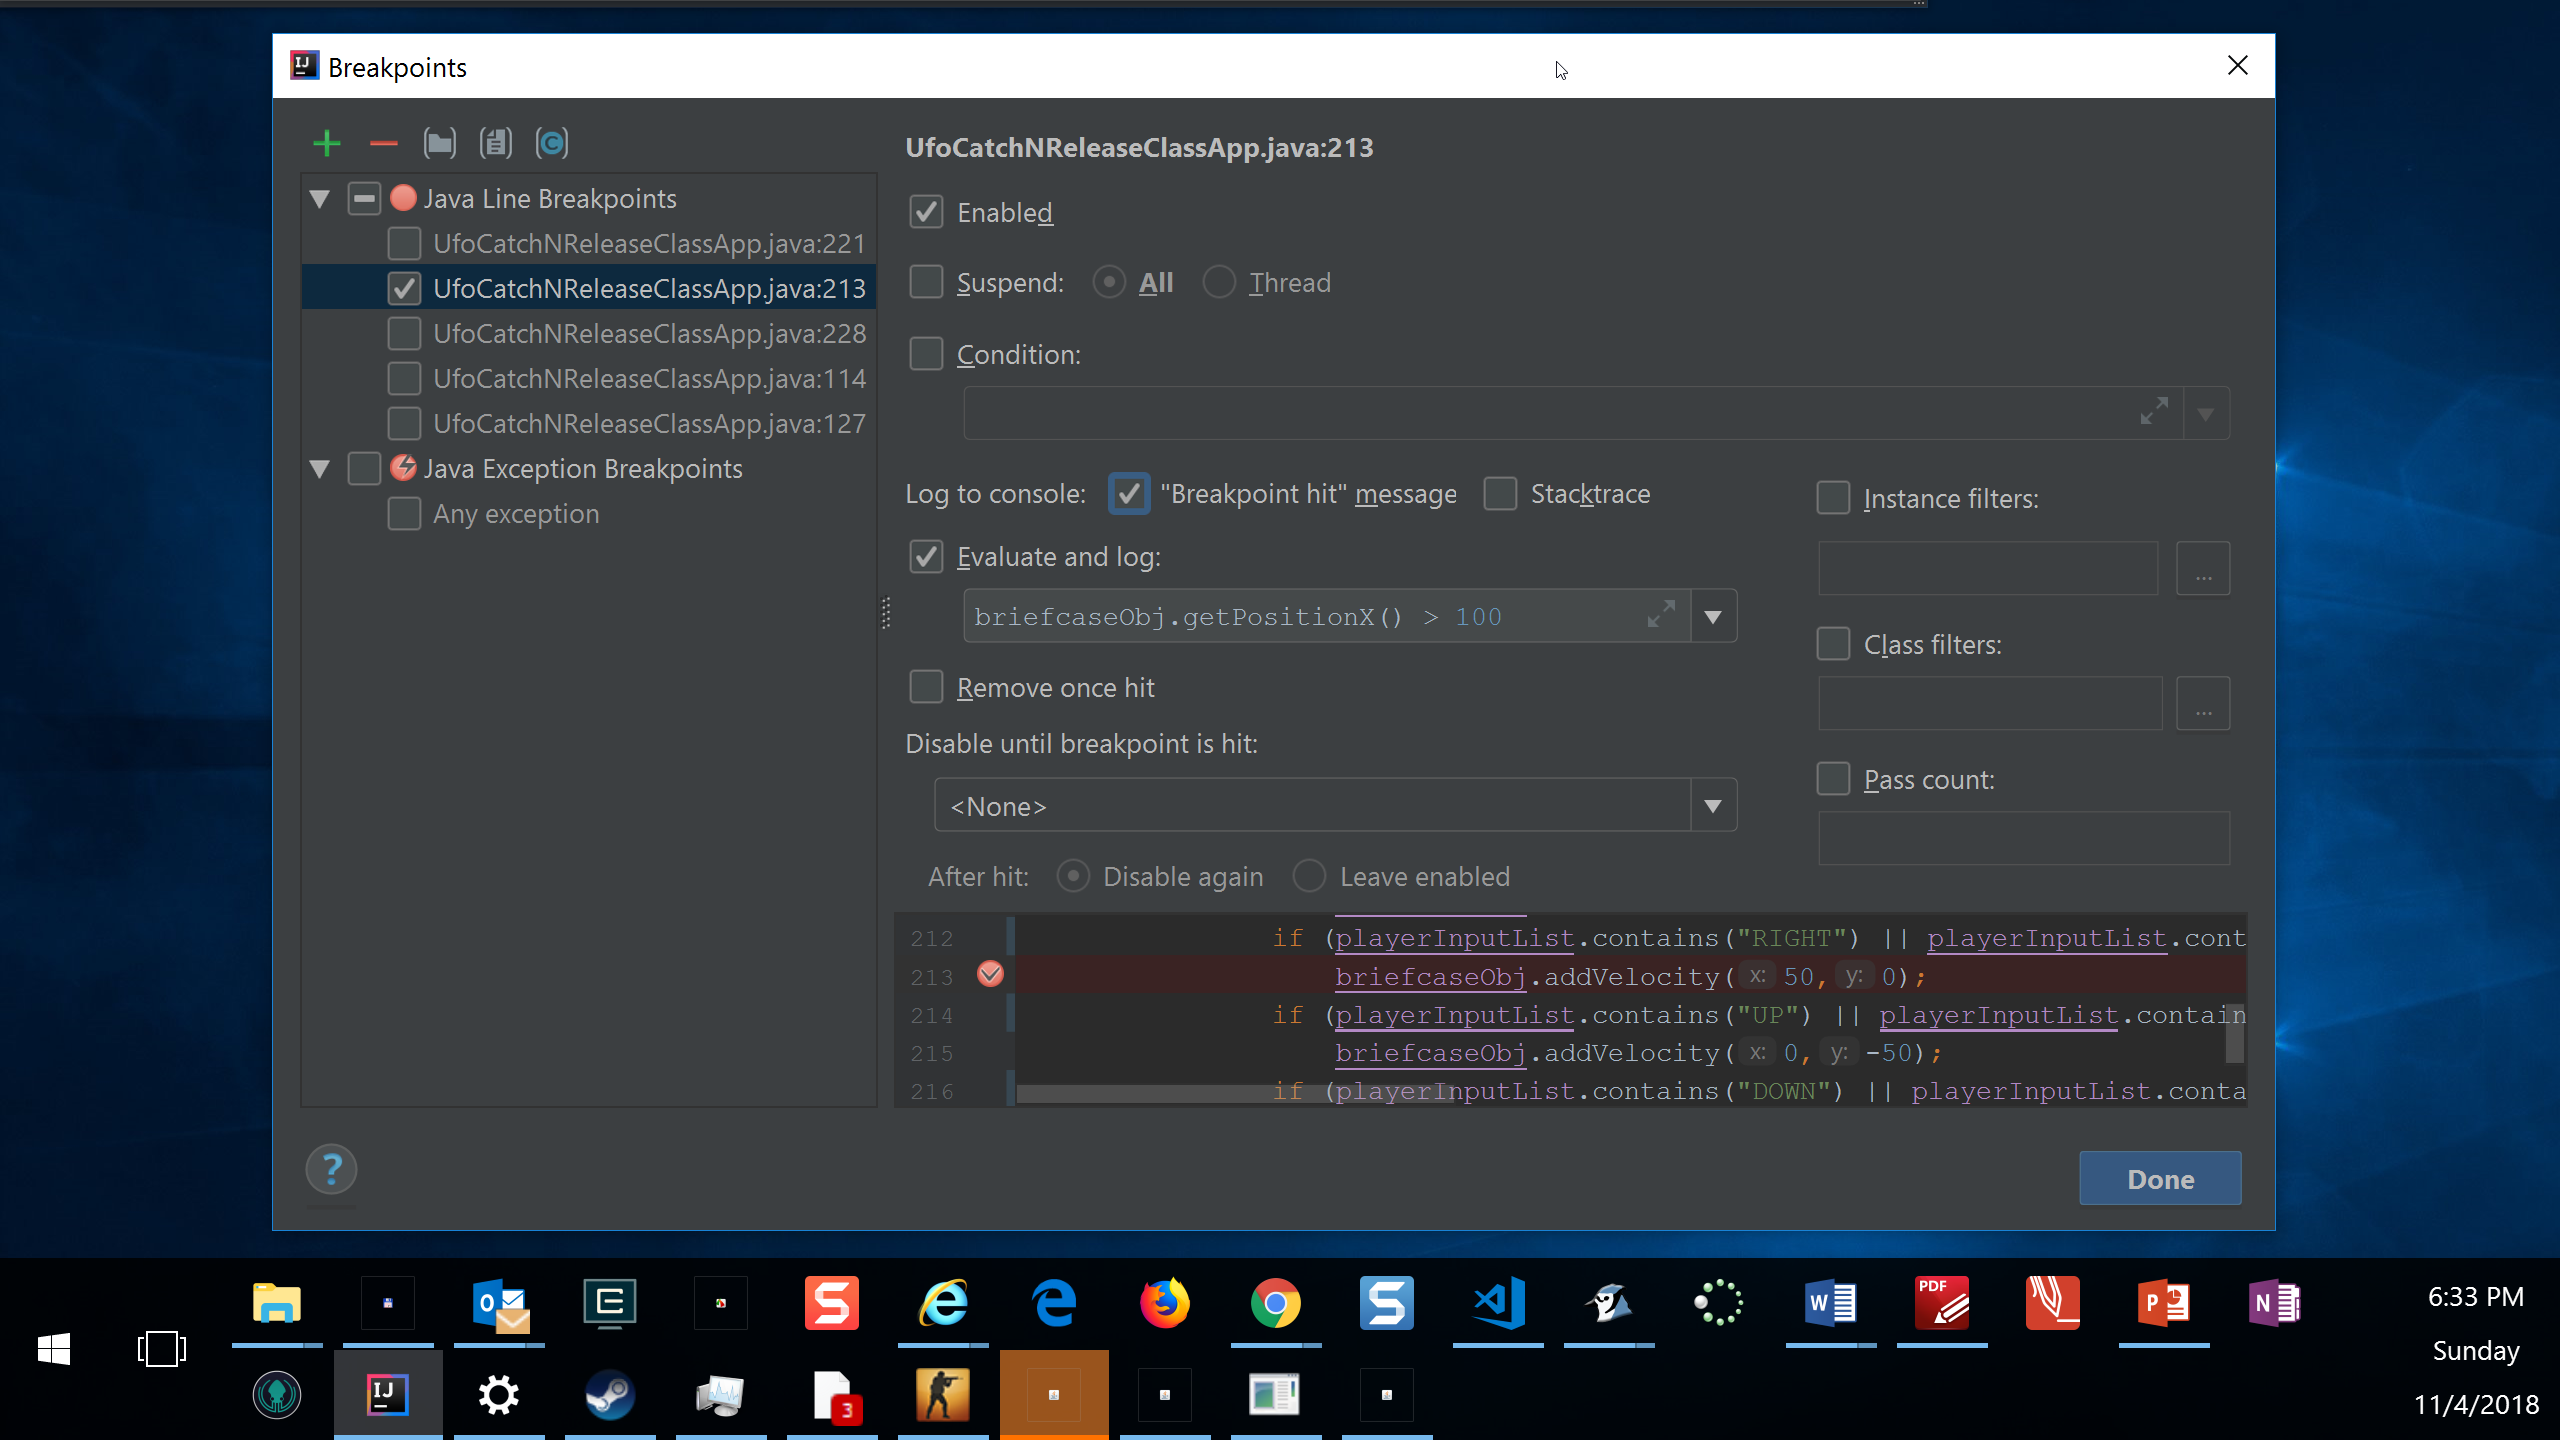 Breakpoints
UfoCatchNReleaseClassApp.java:213
Java Line Breakpoints
UfoCatchNReleaseClassApp.java:221
UfoCatchNReleaseClassApp.java:213
UfoCatchNReleaseClassApp.java:228
UfoCatchNReleaseClassApp.java:114
UfoCatchNReleaseClassApp.java:127
Java Exception Breakpoints
Any exception
Enabled
Suspend: All Thread
Condition:
Log to console: "Breakpoint hit" message Stacktrace
Evaluate and log:
briefcaseObj.getPositionX() > 100
Remove once hit
Disable until breakpoint is hit:
<None>
After hit: Disable again Leave enabled
Instance filters:
...
Class filters:
...
Pass count:
212 if (playerInputList.contains("RIGHT") || playerInputList.cont
213 briefcaseObj.addVelocity( x: 50, y: 0);
214 if (playerInputList.contains("UP") || playerInputList.contain
215 briefcaseObj.addVelocity( x: 0, y: -50);
216 if (playerInputList.contains("DOWN") || playerInputList.conta
?
Done
6:33 PM
Sunday
11/4/2018
PDF
3